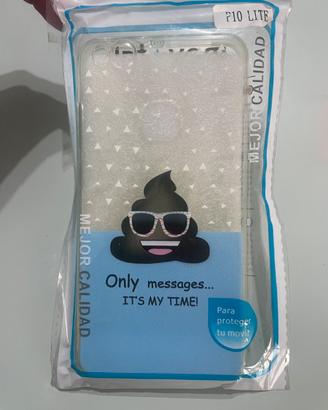 P10 LITE
MEJOR CALIDAD
MEJOR CALIDAD
Only messages...
IT'S MY TIME!
Para
proteger
tu movil